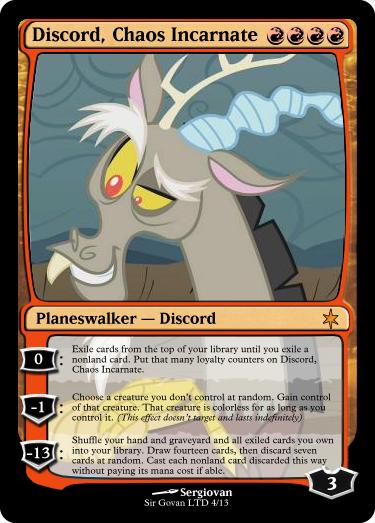 Discord, Chaos Incarnate
Planeswalker — Discord
0: Exile cards from the top of your library until you exile a
nonland card. Put that many loyalty counters on Discord,
Chaos Incarnate.
-1: Choose a creature you don't control at random. Gain control
of that creature. That creature is colorless for as long as you
control it. (This effect doesn't target and lasts indefinitely)
-13: Shuffle your hand and graveyard and all exiled cards you own
into your library. Draw fourteen cards, then discard seven
cards at random. Cast each nonland card discarded this way
without paying its mana cost if able.
3
Sergiovan
Sir Govan LTD 4/13